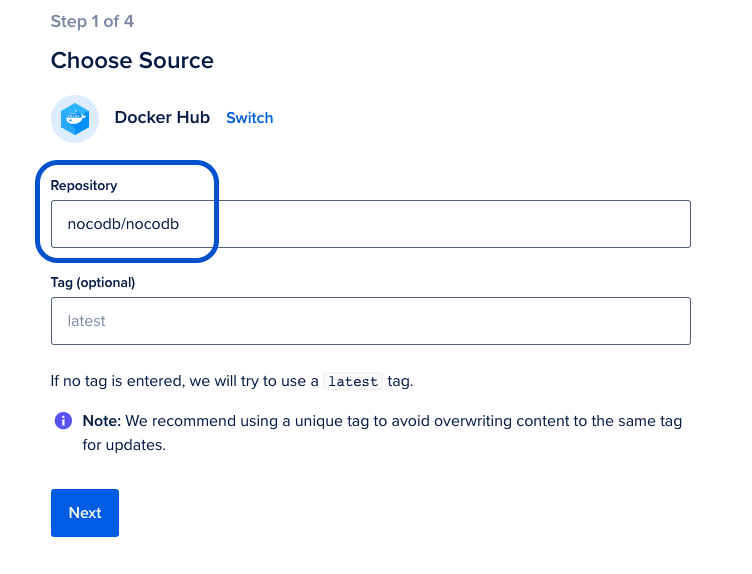 Step 1 of 4
Choose Source
Docker Hub Switch
Repository
nocodb/nocodb
Tag (optional)
latest
If no tag is entered, we will try to use a latest tag.
Note: We recommend using a unique tag to avoid overwriting content to the same tag
for updates.
Next